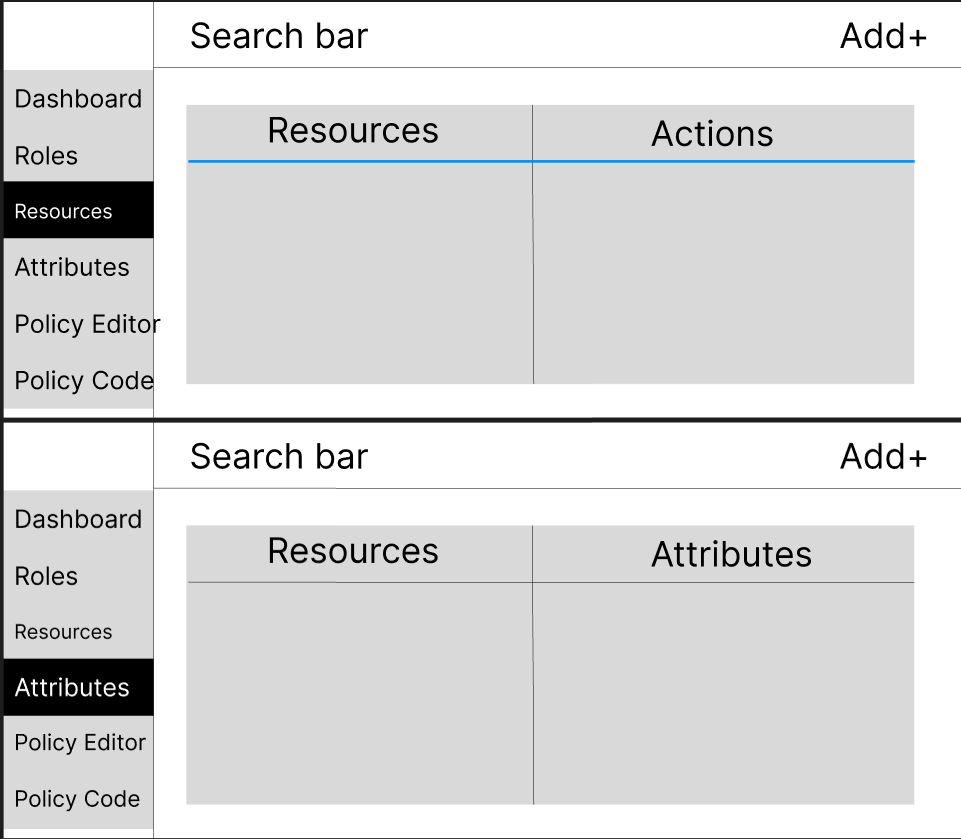 Search bar
Add+
Dashboard
Roles
Resources
Attributes
Policy Editor
Policy Code
Resources
Actions
Search bar
Add+
Dashboard
Roles
Resources
Attributes
Policy Editor
Policy Code
Resources
Attributes